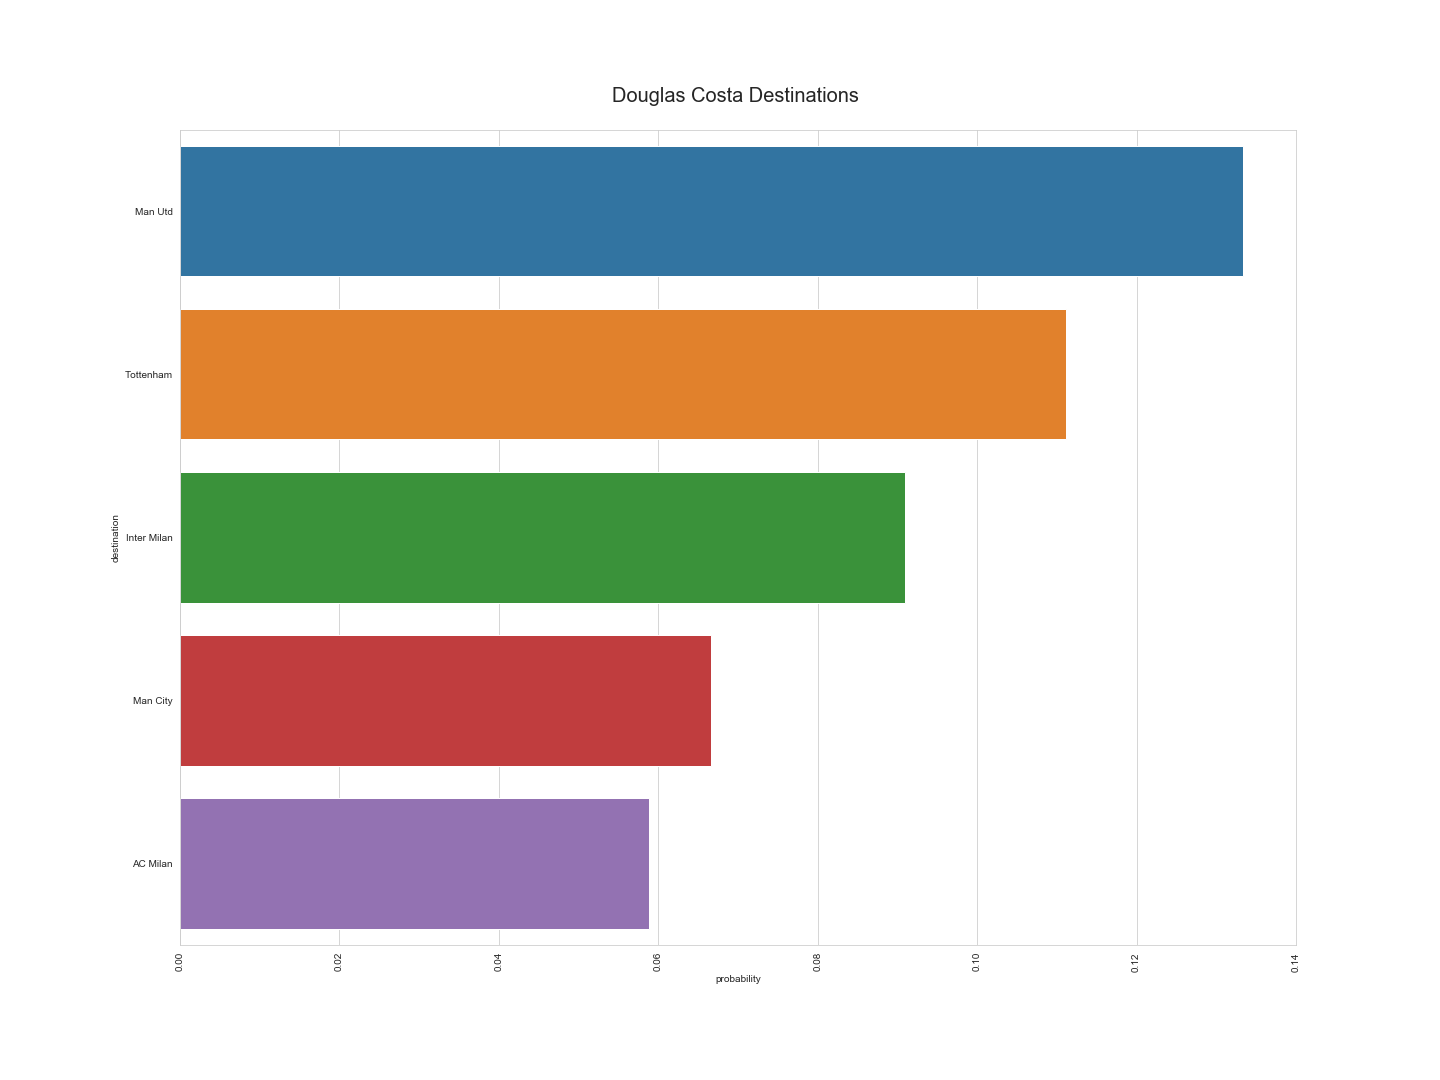 Douglas Costa Destinations
Man Utd
Tottenham
Inter Milan
Man City
AC Milan
destination
0.00
0.02
0.04
0.06
0.08
0.10
0.12
0.14
probability